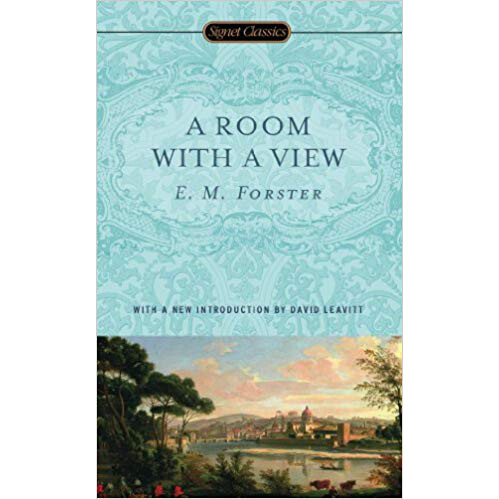 Signet Classics
A ROOM
WITH A VIEW
E. M. FORSTER
WITH A NEW INTRODUCTION BY DAVID LEAVITT